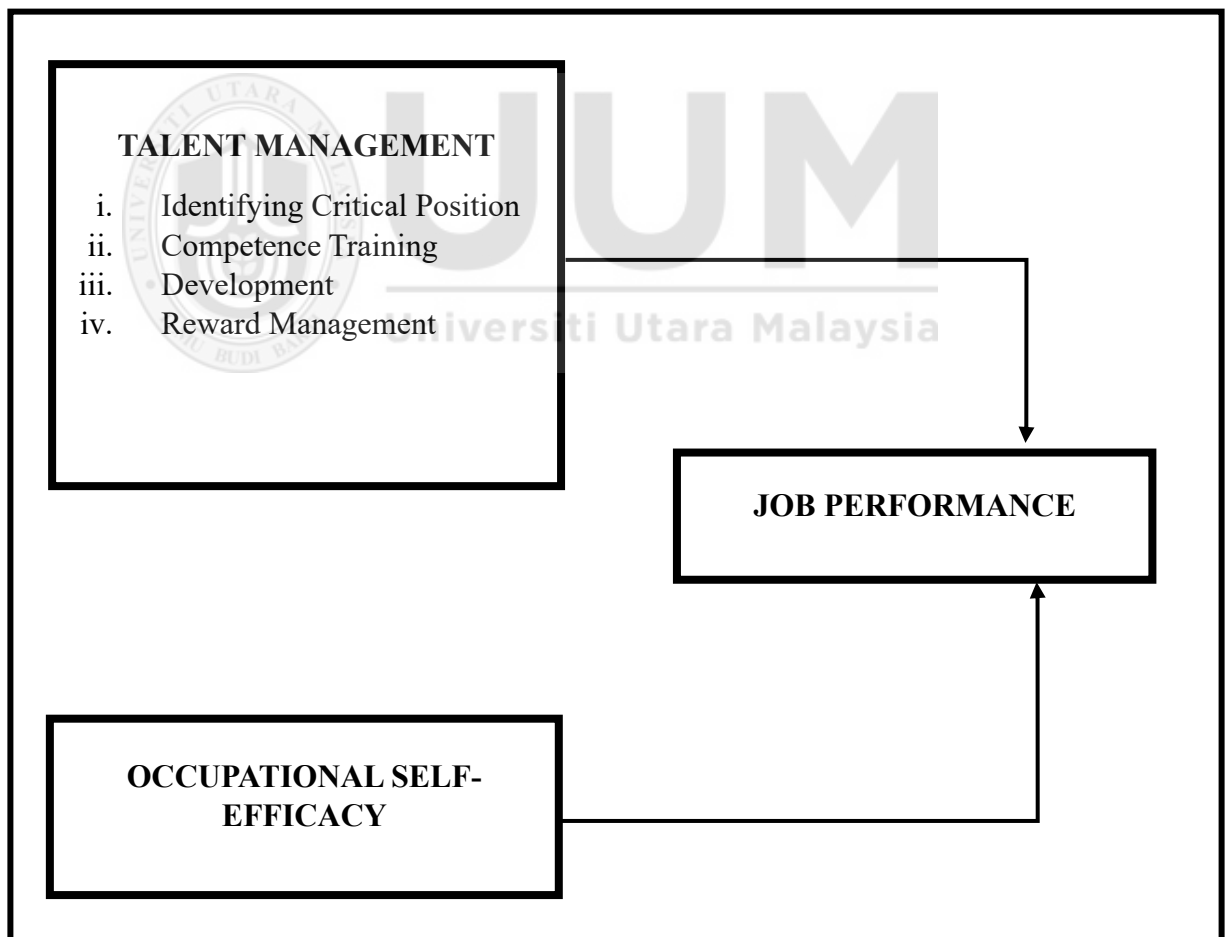 TALENT MANAGEMENT
i. Identifying Critical Position
ii. Competence Training
iii. Development
iv. Reward Management
UUM
Universiti Utara Malaysia
JOB PERFORMANCE
OCCUPATIONAL SELF-
EFFICACY